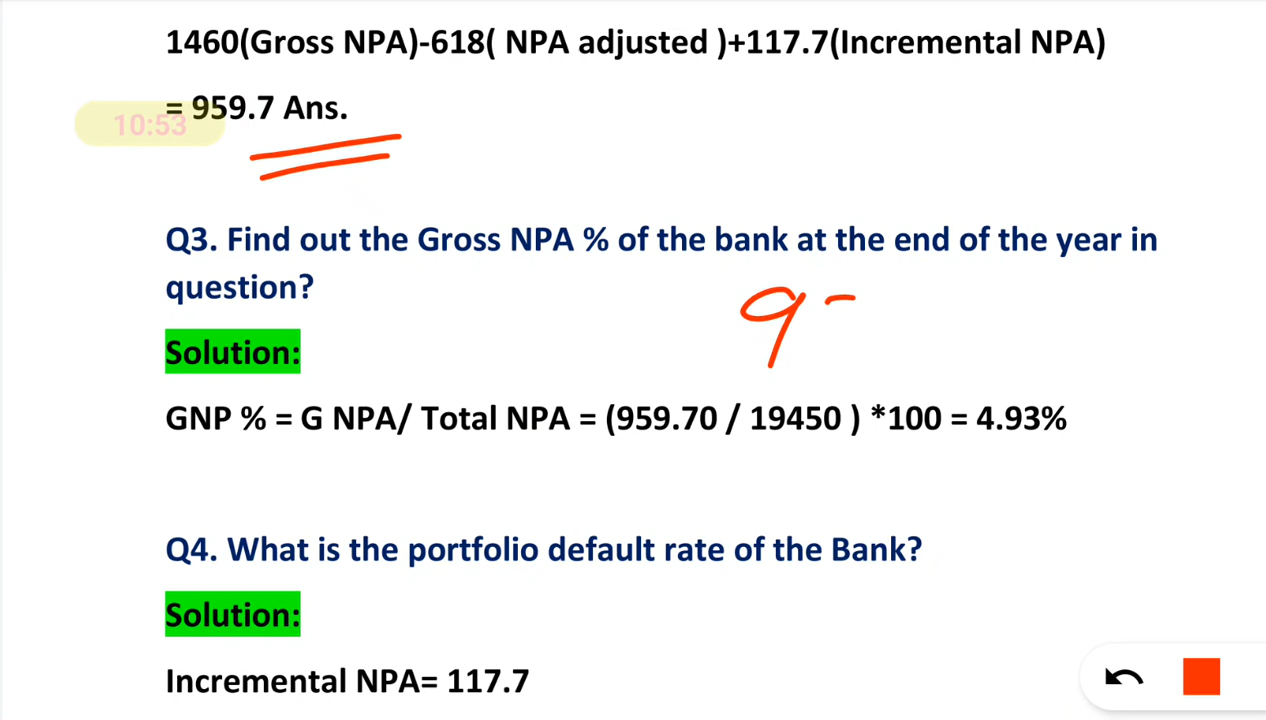 1460(Gross NPA)-618( NPA adjusted )+117.7(Incremental NPA)
= 959.7 Ans.
10:53
Q3. Find out the Gross NPA % of the bank at the end of the year in
question?
9
Solution:
GNP % = G NPA/ Total NPA = (959.70 / 19450 ) *100 = 4.93%
Q4. What is the portfolio default rate of the Bank?
Solution:
Incremental NPA= 117.7